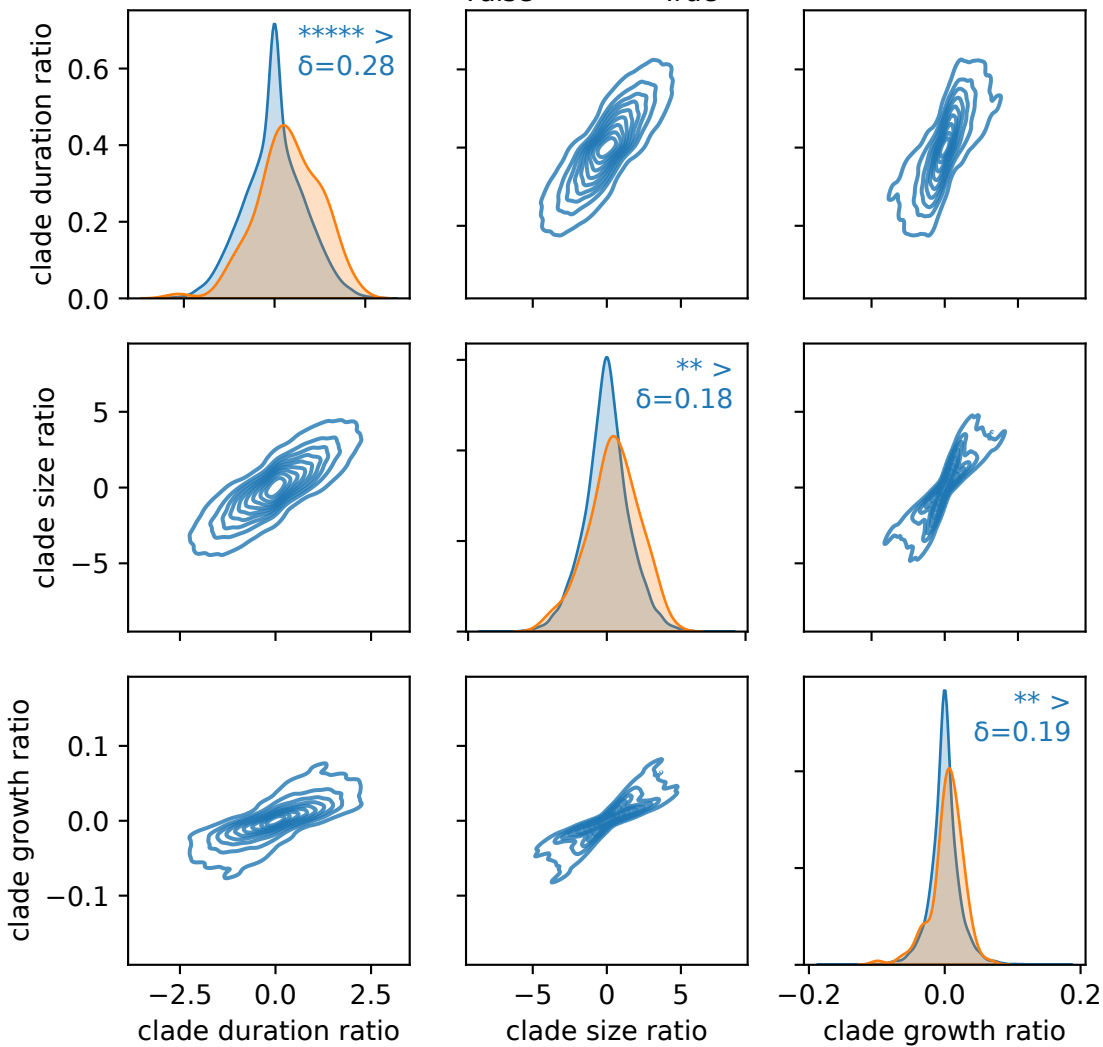 clade duration ratio
0.6
0.4
0.2
0.0
***** >
δ=0.28
clade size ratio
5
0
−5
** >
δ=0.18
clade growth ratio
0.1
0.0
−0.1
** >
δ=0.19
−2.5 0.0 2.5
−5 0 5
−0.2 0.0 0.2
clade duration ratio
clade size ratio
clade growth ratio